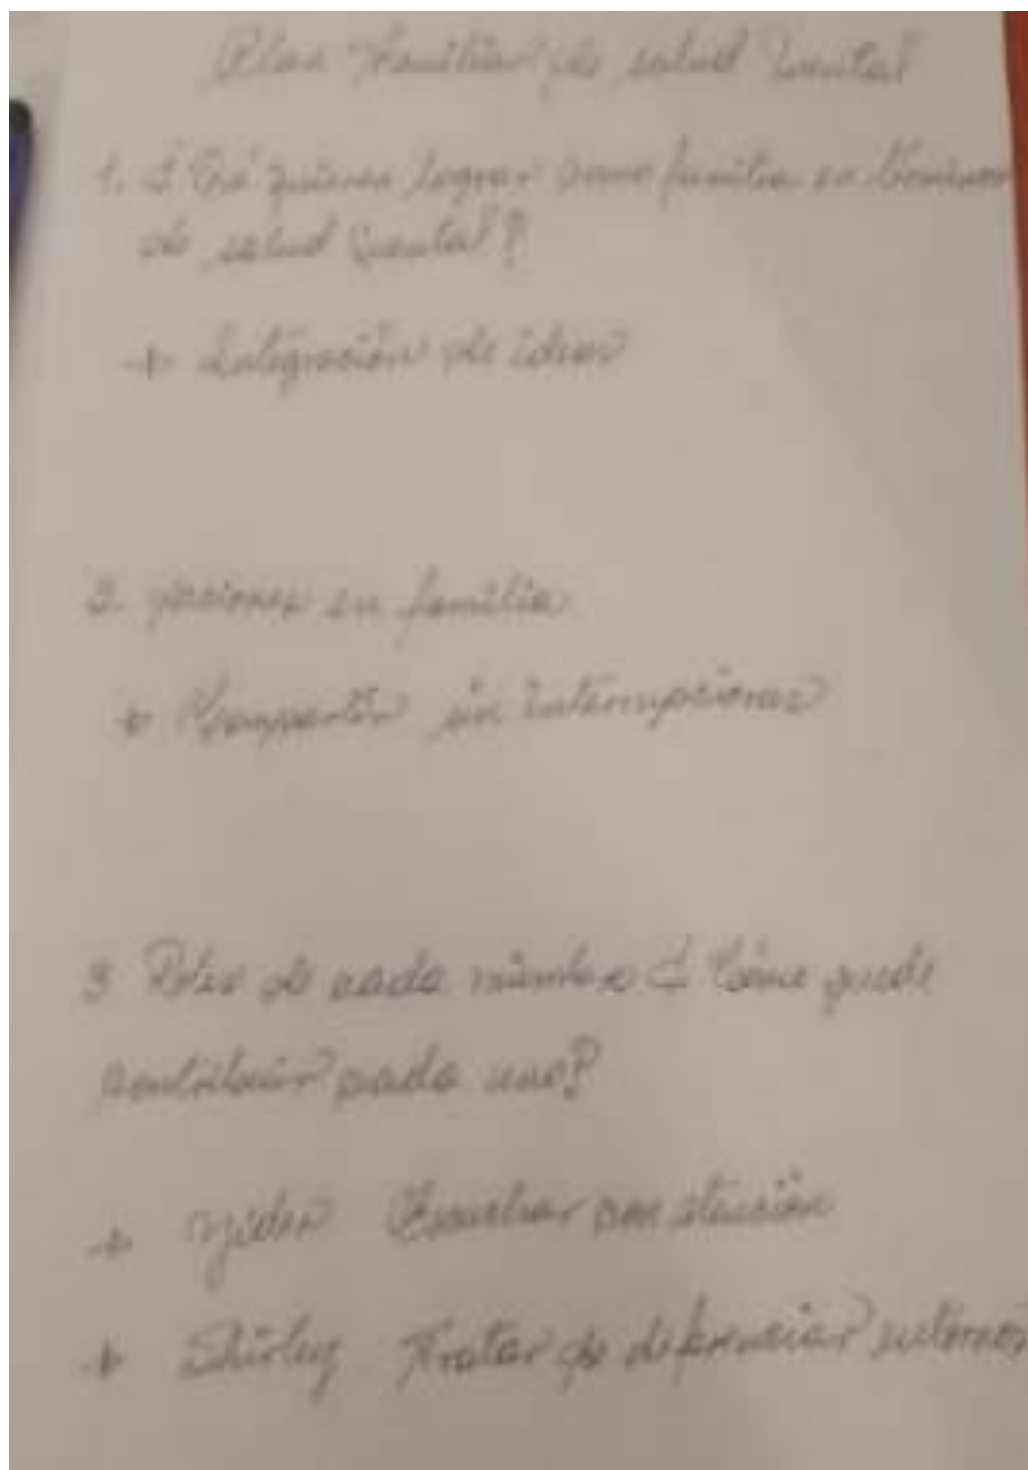 Plan Familiar de salud mental
1. ¿ Qué quieren lograr como familia en términos
de salud mental?
→ Integración de ideas
2. en familia
→ Compartir sin interrupciones
3 Roles de cada miembro ¿ Cómo puede
contribuir cada uno?
→ Escuchar con atención
→ Shirley Tratar de diferenciar